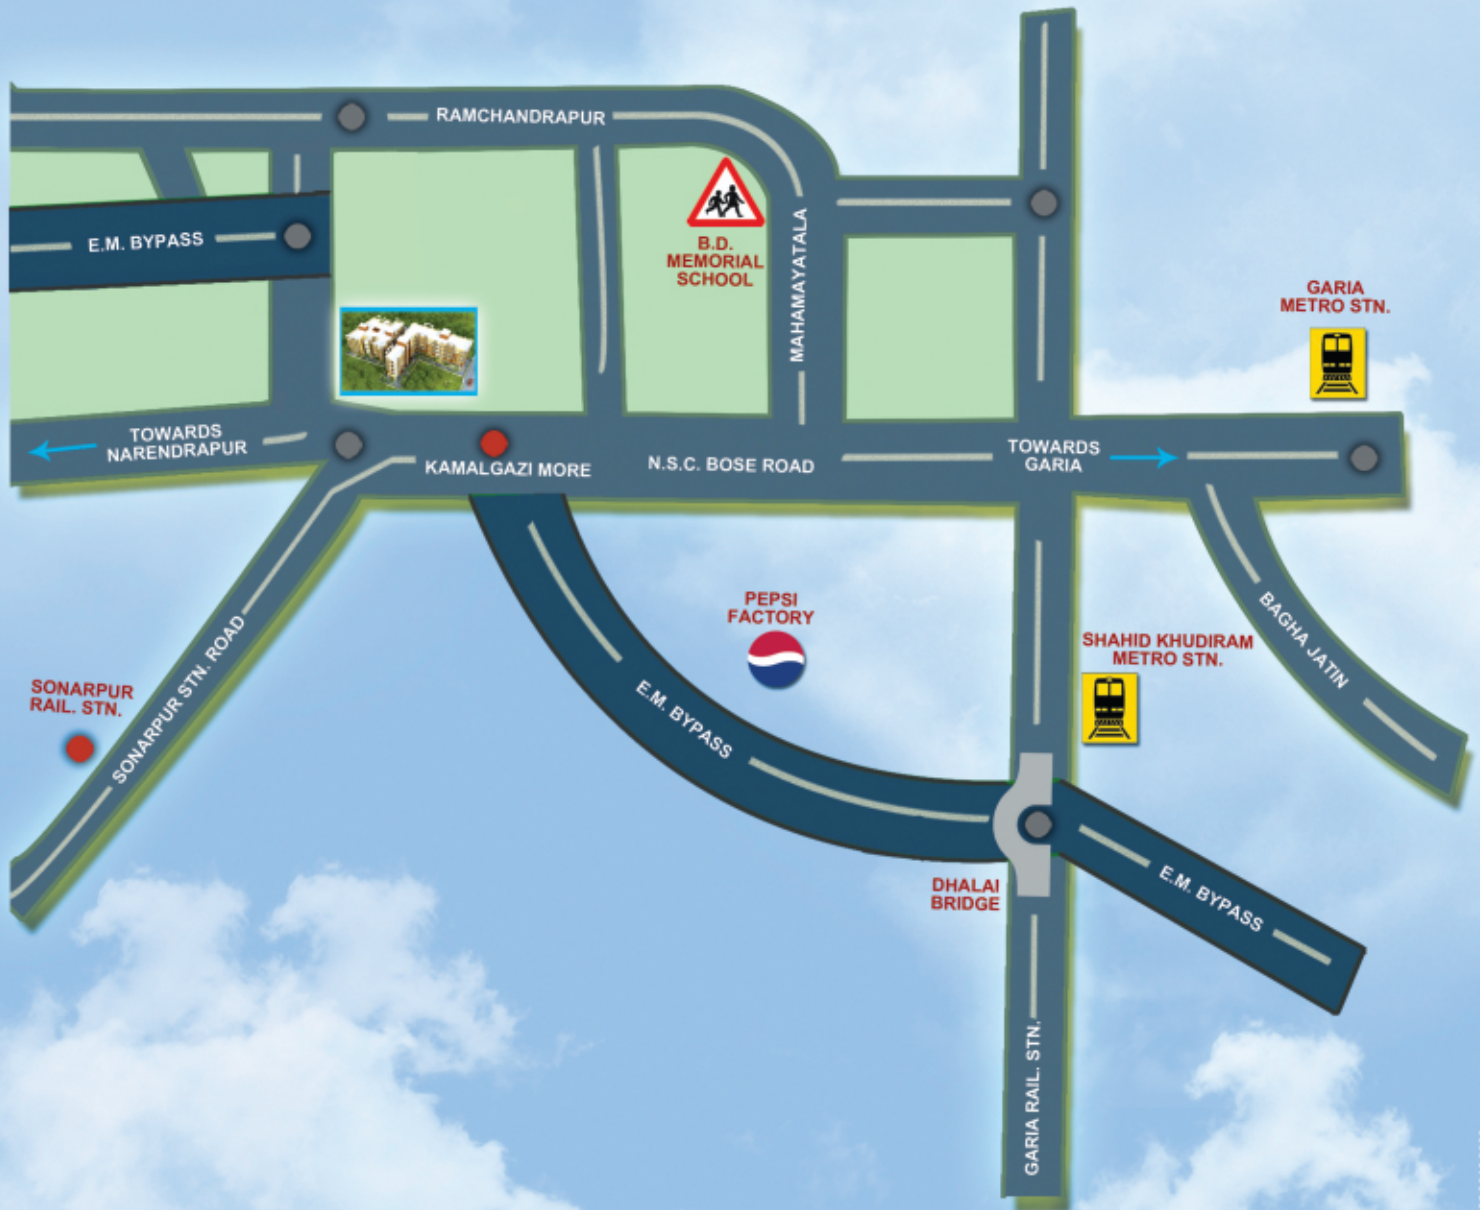 RAMCHANDRAPUR
E.M. BYPASS
B.D.
MEMORIAL
SCHOOL
MAHAMAYATALA
GARIA
METRO STN.
TOWARDS
NARENDRAPUR
KAMALGAZI MORE
N.S.C. BOSE ROAD
TOWARDS
GARIA
PEPSI
FACTORY
BAGHA JATIN
SHAHID KHUDIRAM
METRO STN.
SONARPUR
RAIL. STN.
SONARPUR STN. ROAD
E.M. BYPASS
DHALAI
BRIDGE
E.M. BYPASS
GARIA RAIL. STN.